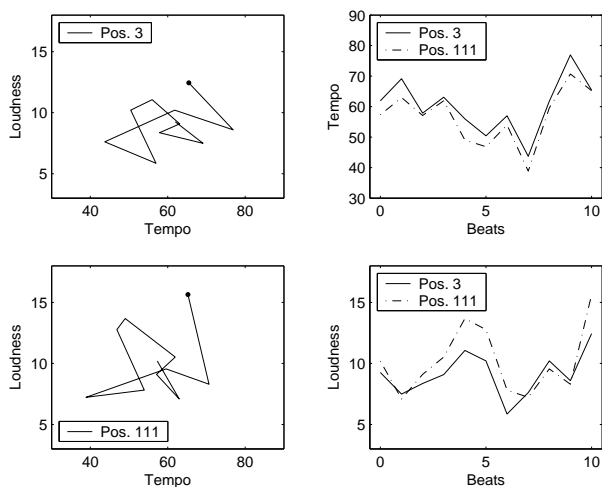 Pos. 3
Loudness
15
10
5
40 60 80
Tempo
Pos. 3
Pos. 111
Tempo
90
80
70
60
50
40
30
0 5 10
Beats
Loudness
15
10
5
Pos. 111
40 60 80
Tempo
Pos. 3
Pos. 111
Loudness
15
10
5
0 5 10
Beats